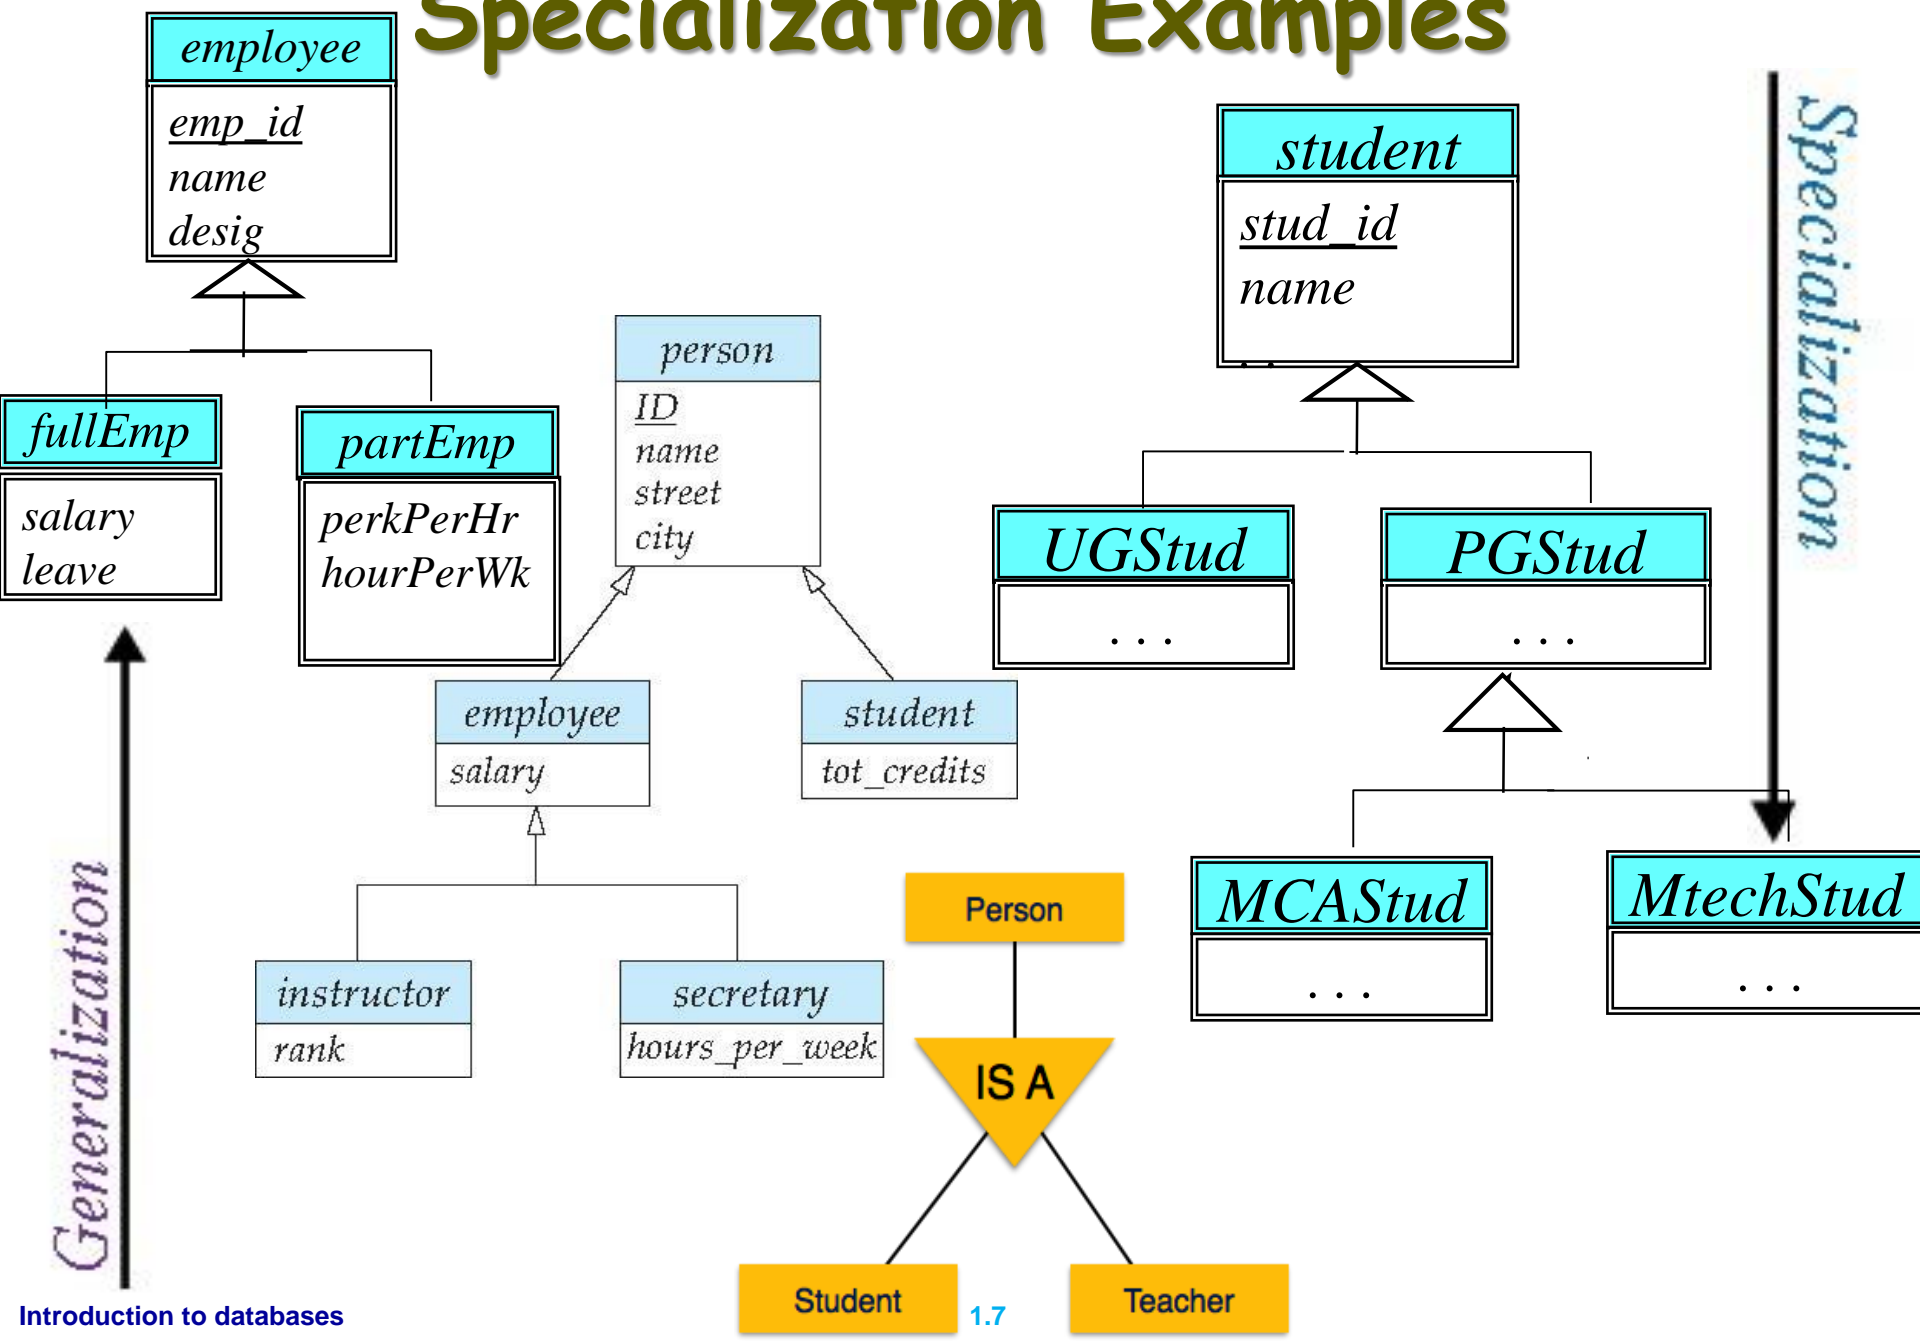 Specialization Examples
employee
emp_id
name
desig
fullEmp
salary
leave
partEmp
perkPerHr
hourPerWk
person
ID
name
street
city
employee
salary
student
tot_credits
instructor
rank
secretary
hours_per_week
student
stud_id
name
. .
UGStud
. . .
PGStud
. . .
MCAStud
. . .
MtechStud
. . .
Specialization
Generalization
Person
IS A
Student
Teacher
Introduction to databases
1.7